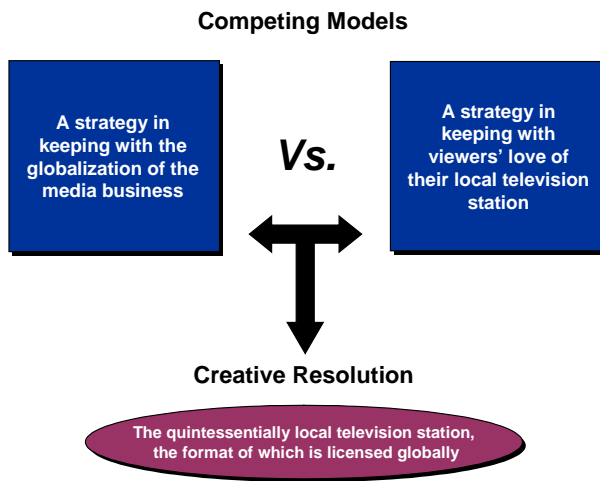 Competing Models
A strategy in
keeping with the
globalization of the
media business
Vs.
A strategy in
keeping with
viewers’ love of
their local television
station
Creative Resolution
The quintessentially local television station,
the format of which is licensed globally